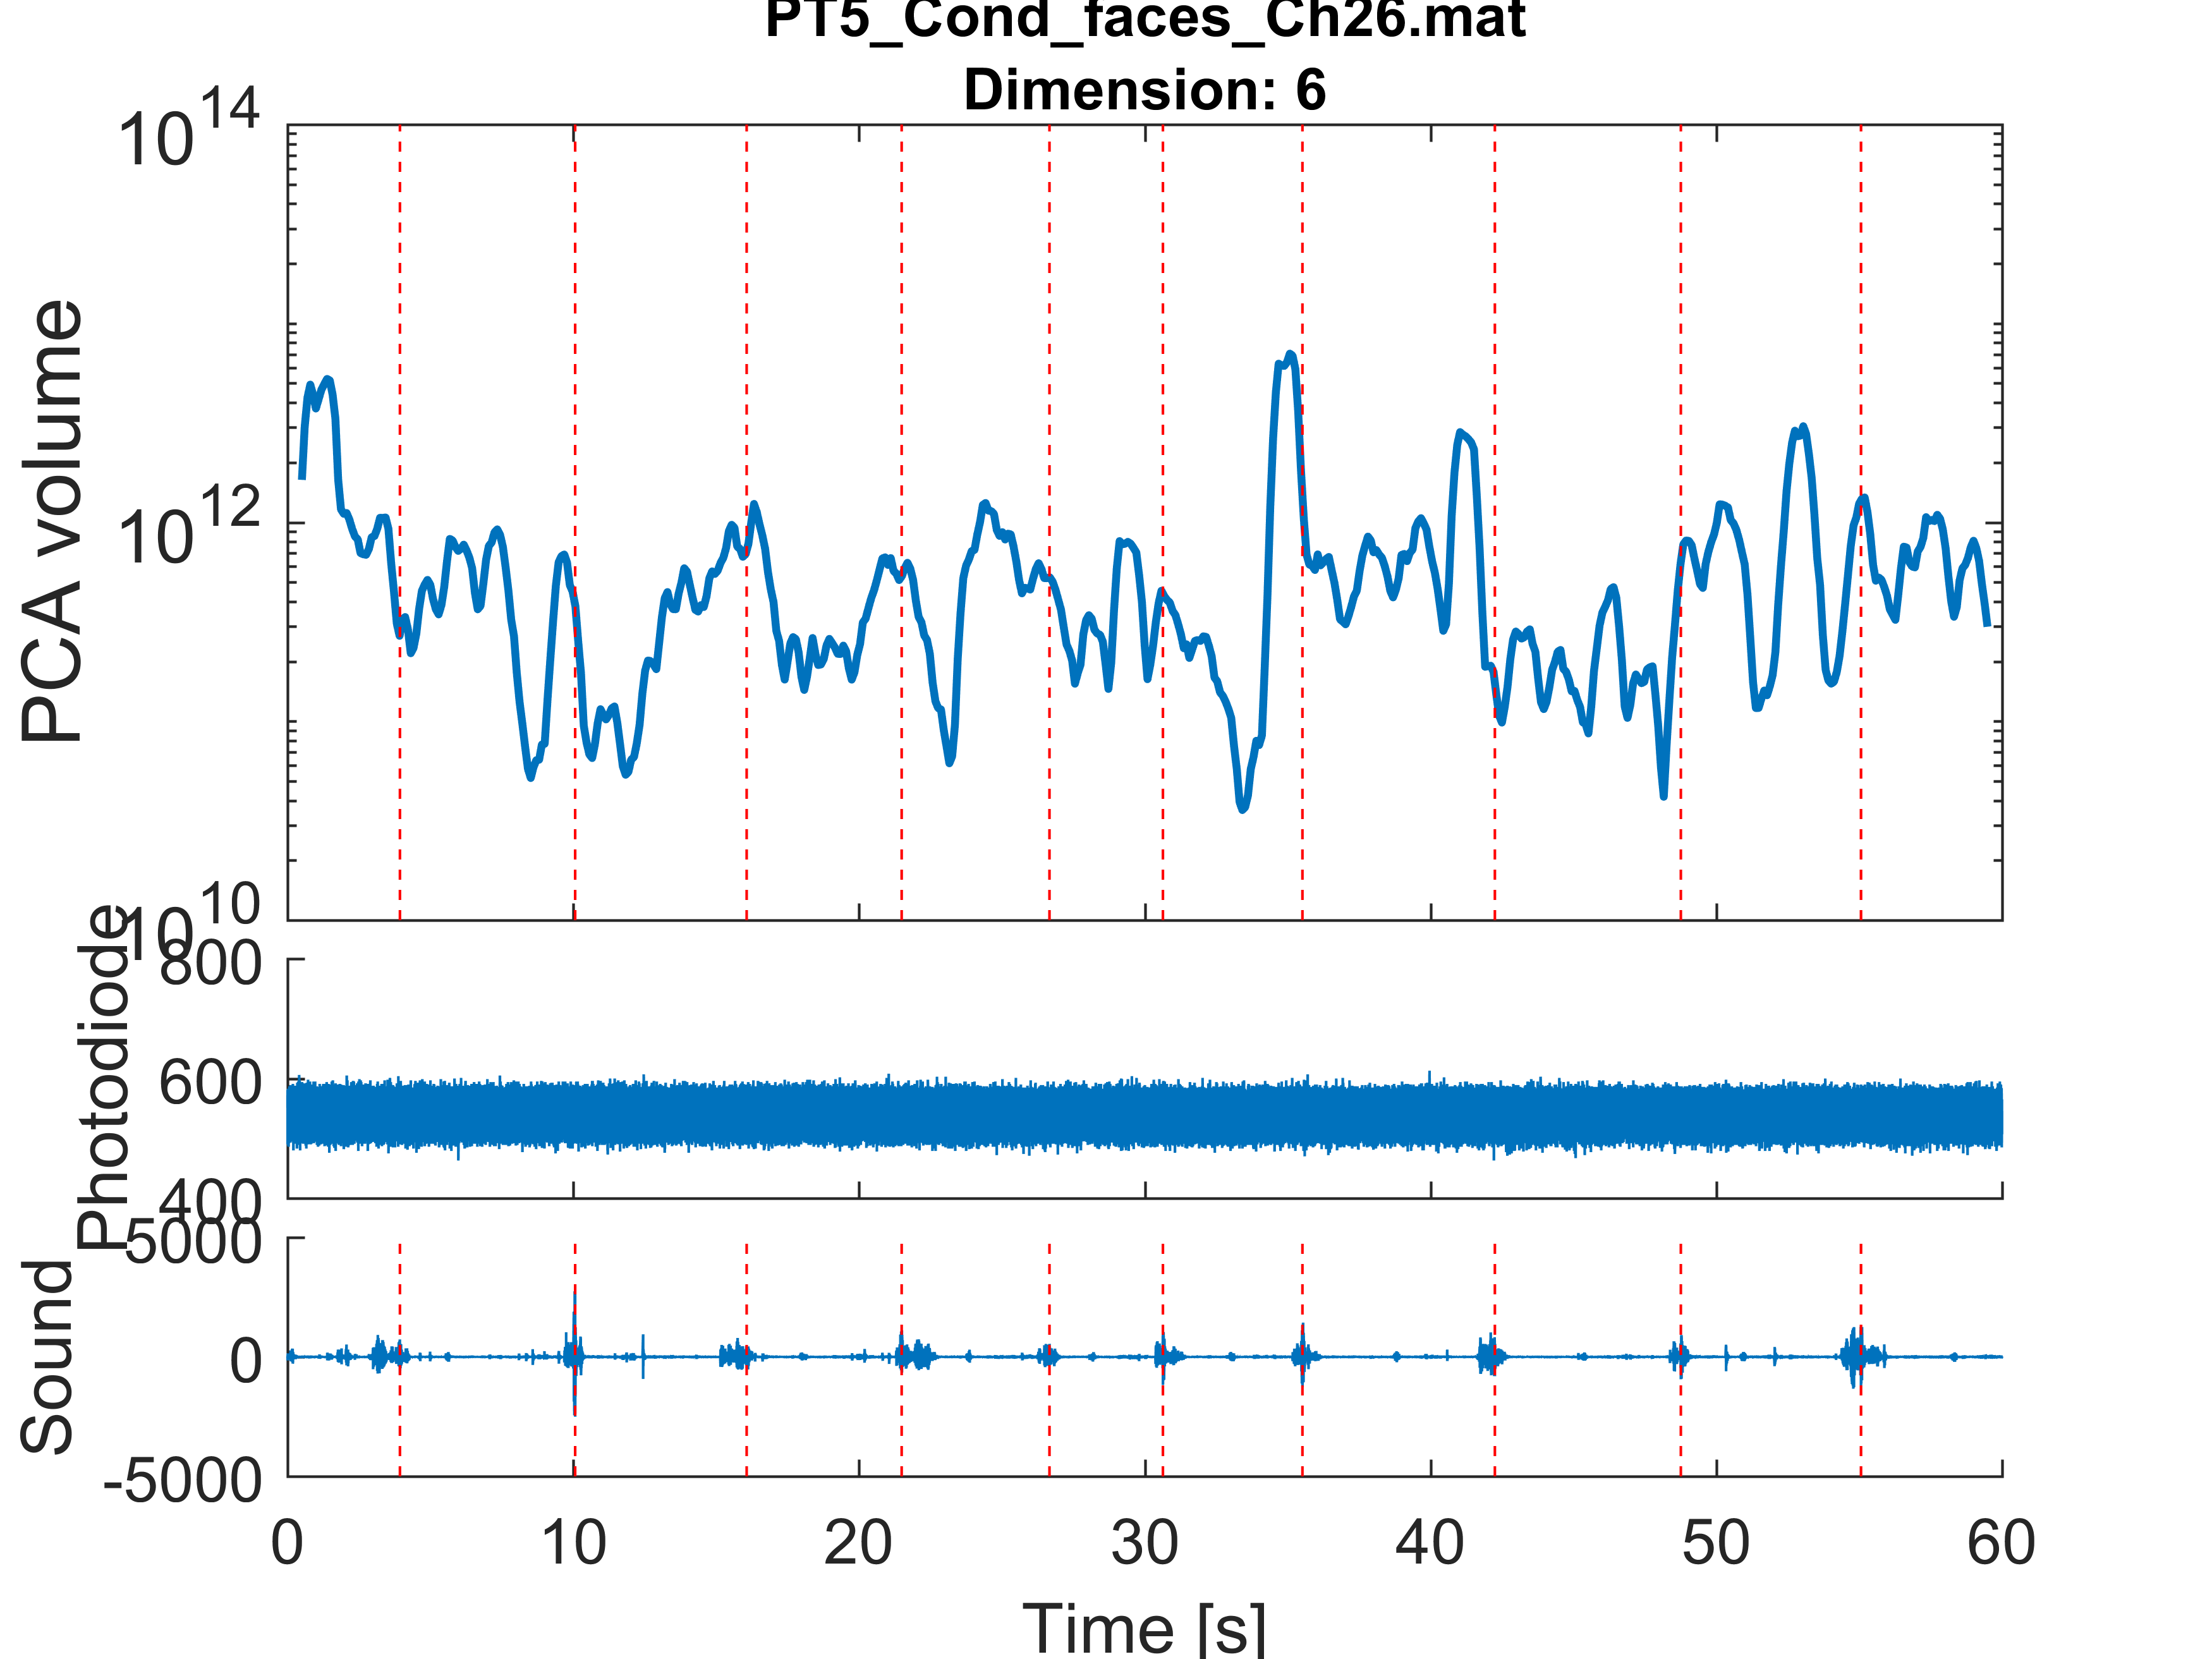 PT5_Cond_faces_Ch26.mat
Dimension: 6
PCA volume
10^14
10^12
10^10
Photodiode
800
600
400
Sound
5000
0
-5000
0 10 20 30 40 50 60
Time [s]